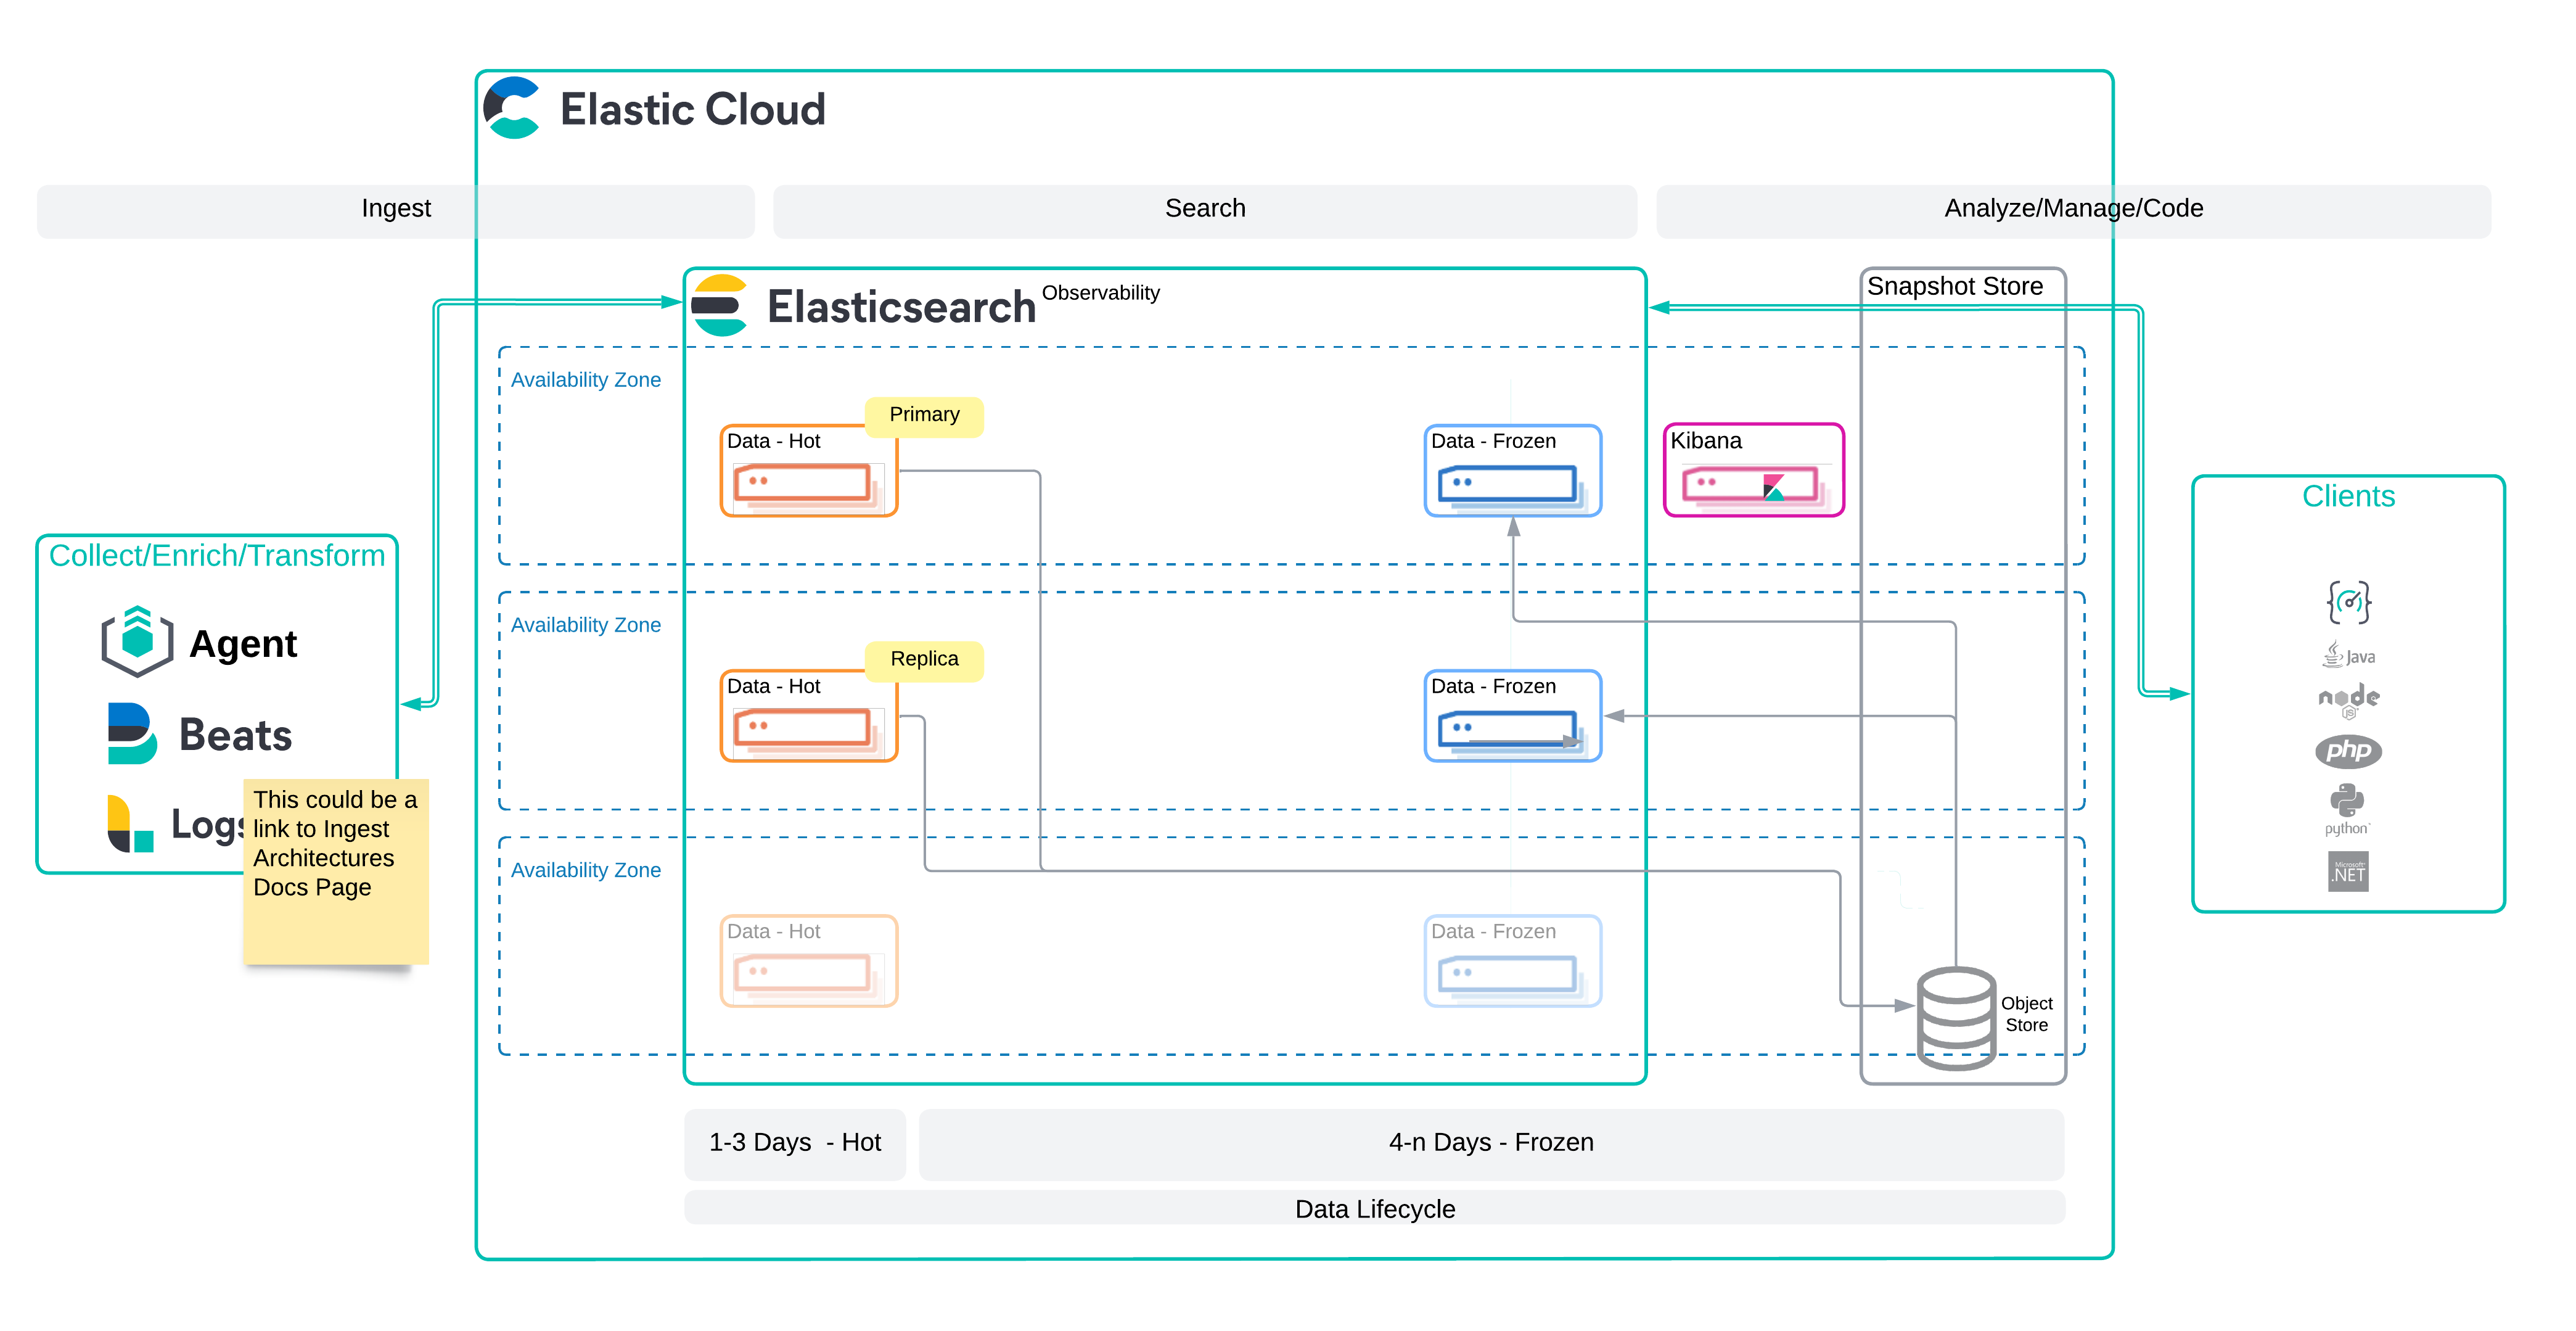 Elastic Cloud
Ingest
Search
Analyze/Manage/Code
Elasticsearch
Observability
Snapshot Store
Availability Zone
Primary
Data - Hot
Data - Frozen
Kibana
Clients
Collect/Enrich/Transform
Agent
Beats
Logs
This could be a
link to Ingest
Architectures
Docs Page
Availability Zone
Replica
Data - Hot
Data - Frozen
Java
node
JS
php
python
Microsoft
.NET
Availability Zone
Data - Hot
Data - Frozen
Object
Store
1-3 Days  - Hot
4-n Days - Frozen
Data Lifecycle